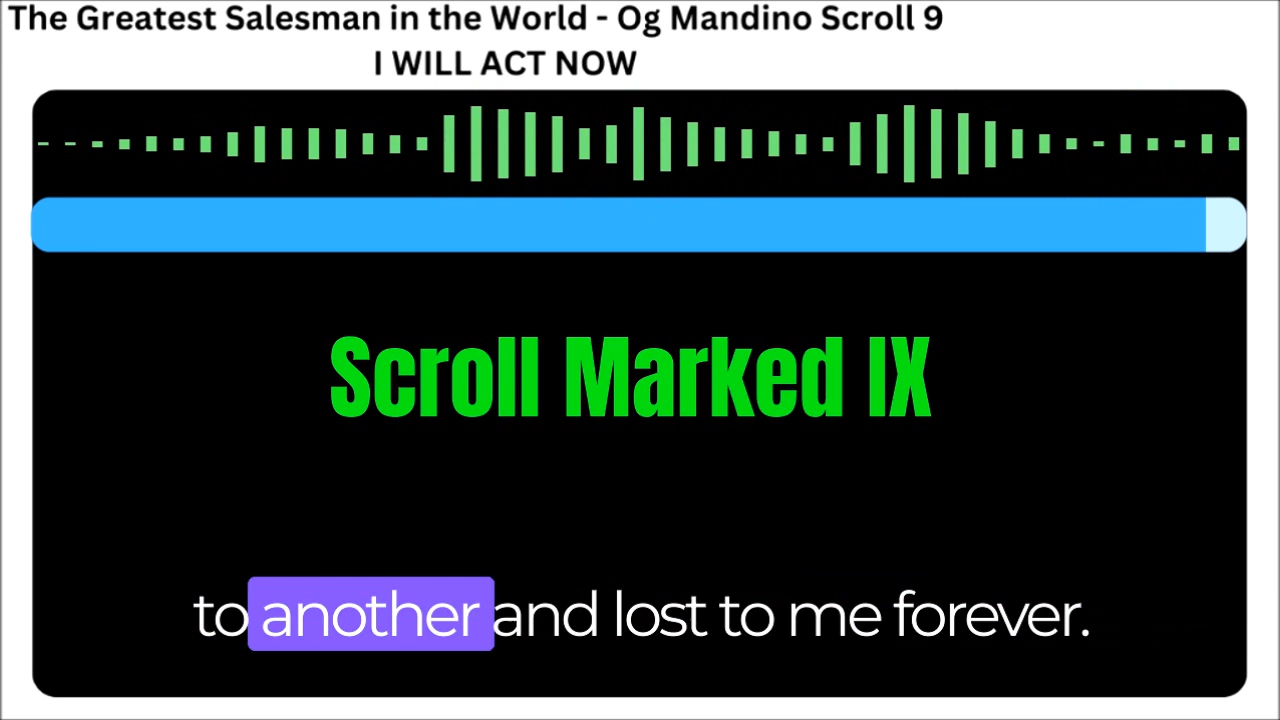 The Greatest Salesman in the World - Og Mandino Scroll 9
I WILL ACT NOW
Scroll Marked IX
to another and lost to me forever.